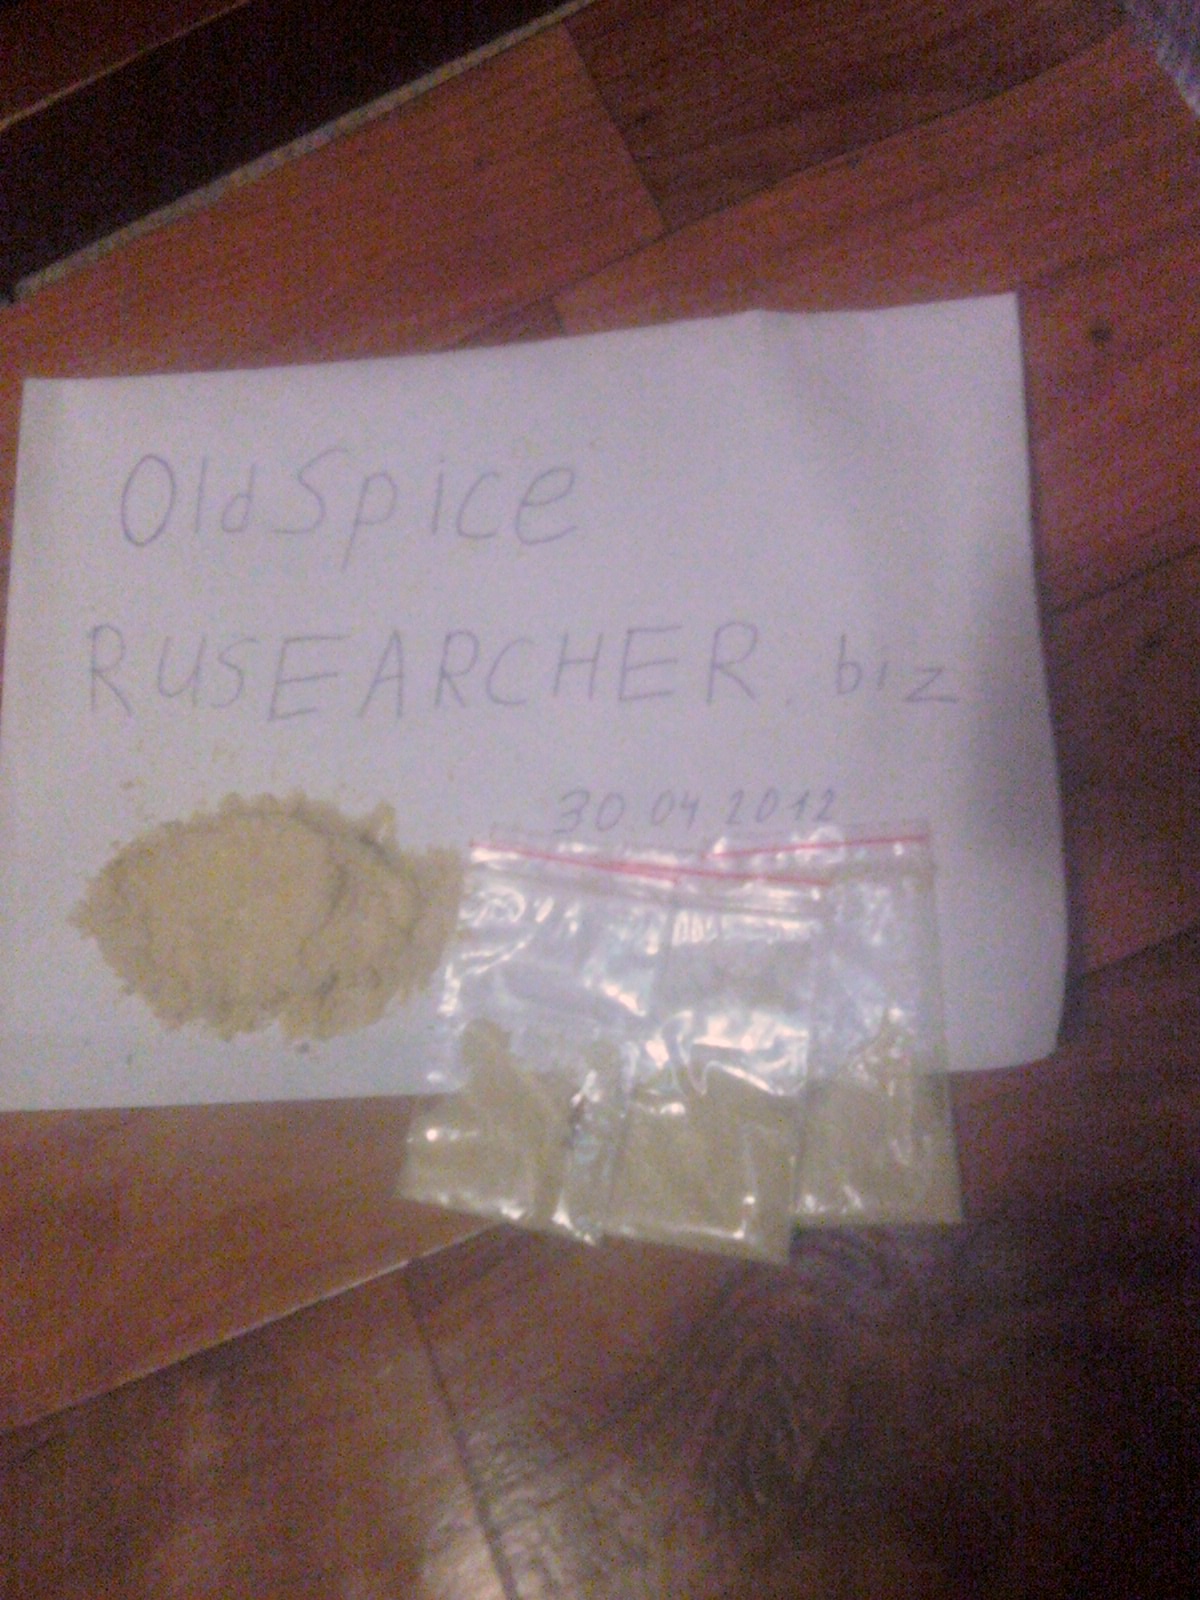 OldSpice
RUSEARCHER.biz
30 04 2012